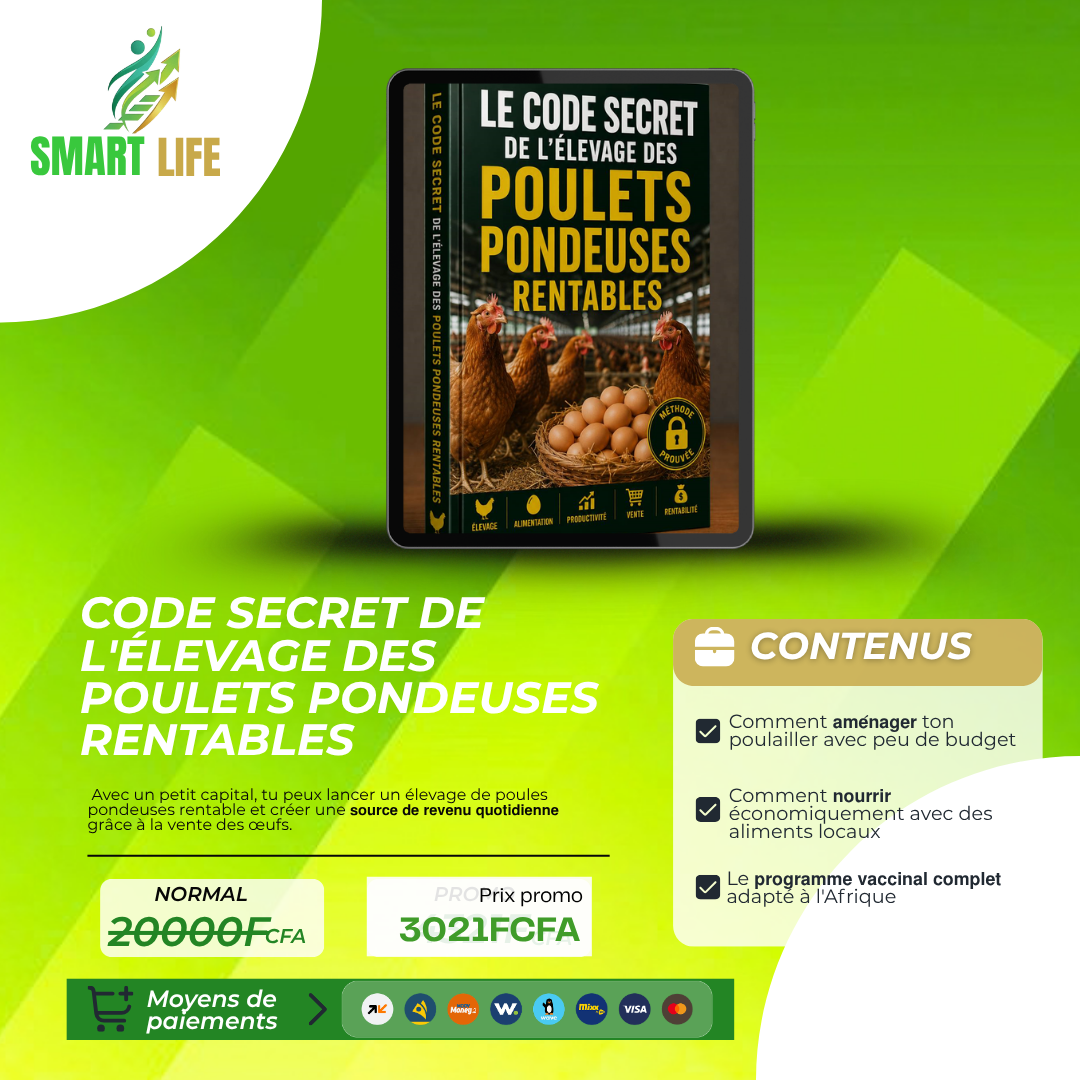 SMART LIFE
LE CODE SECRET DE L'ÉLEVAGE DES POULETS PONDEUSES RENTABLES
LE CODE SECRET
DE L'ÉLEVAGE DES
POULETS
PONDEUSES
RENTABLES
MÉTHODE
PROUVÉE
ÉLEVAGE
ALIMENTATION
PRODUCTIVITÉ
VENTE
RENTABILITÉ
CODE SECRET DE
L'ÉLEVAGE DES
POULETS PONDEUSES
RENTABLES
Avec un petit capital, tu peux lancer un élevage de poules
pondeuses rentable et créer une source de revenu quotidienne
grâce à la vente des œufs.
NORMAL
20000FCFA
PROMO
Prix promo
3021FCFA
CFA
Moyens de
paiements
Money
W
wave
Mixx
VISA
CONTENUS
Comment aménager ton
poulailler avec peu de budget
Comment nourrir
économiquement avec des
aliments locaux
Le programme vaccinal complet
adapté à l'Afrique